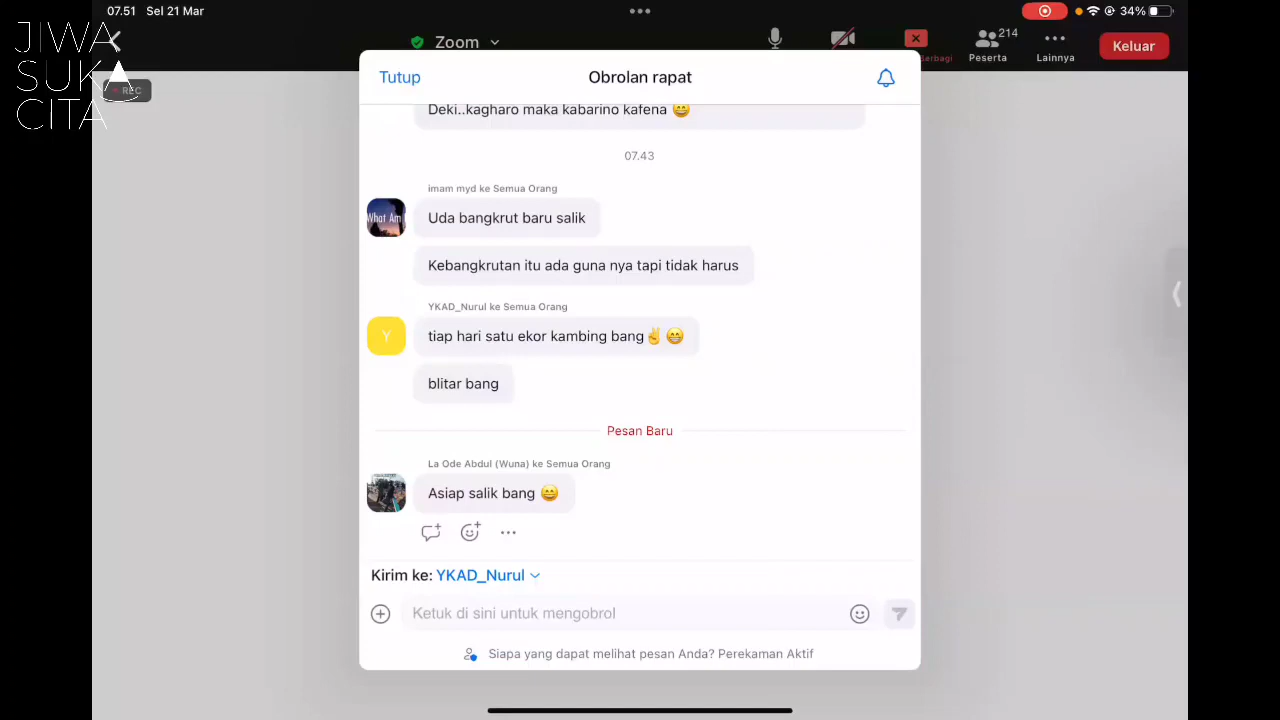 07.51 Sel 21 Mar
34%
JIWA
SUKA
CITA
Zoom
214
Peserta
Lainnya
Keluar
REC
Tutup
Obrolan rapat
Deki..kagharo maka kabarino kafena 😄
07.43
imam myd ke Semua Orang
What Am I
Uda bangkrut baru salik
Kebangkrutan itu ada guna nya tapi tidak harus
YKAD_Nurul ke Semua Orang
Y
tiap hari satu ekor kambing bang✌️😁
blitar bang
Pesan Baru
La Ode Abdul (Wuna) ke Semua Orang
Asiap salik bang 😄
Kirim ke: YKAD_Nurul
Ketuk di sini untuk mengobrol
Siapa yang dapat melihat pesan Anda? Perekaman Aktif